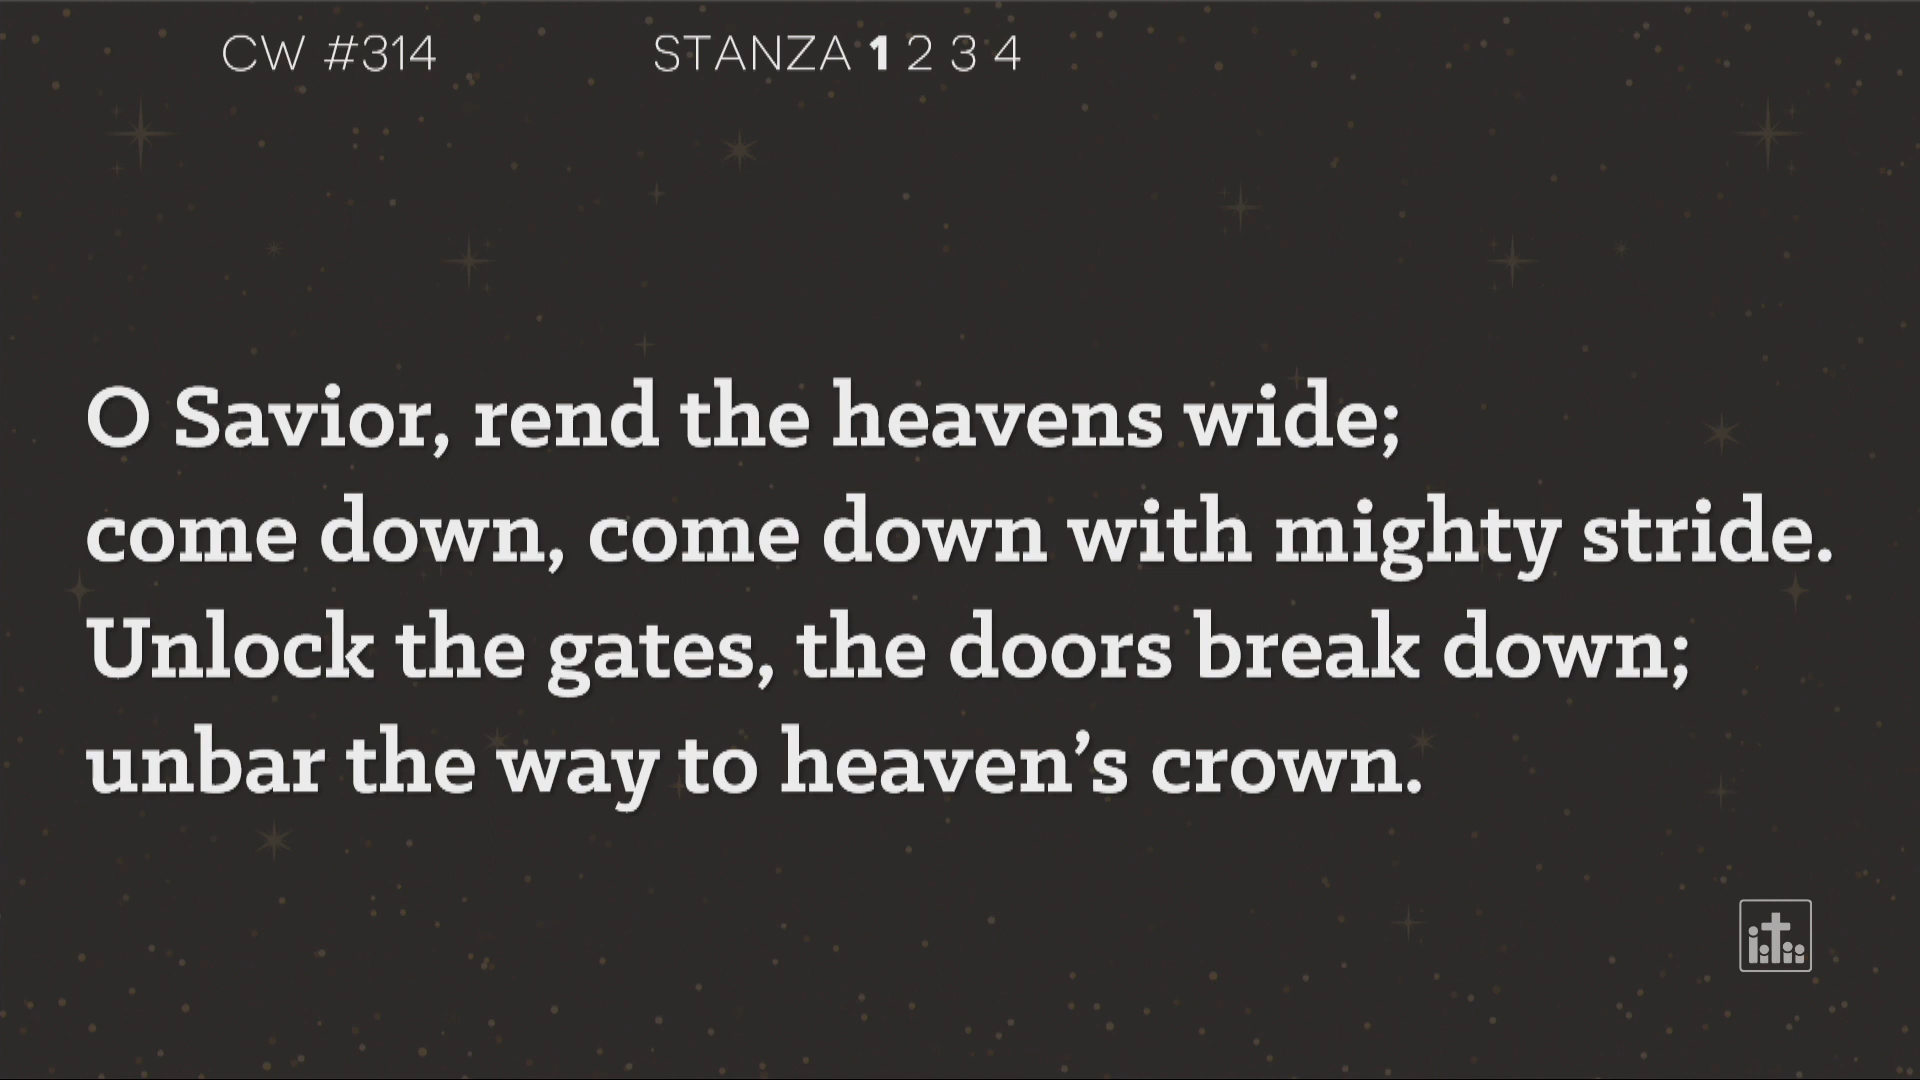 CW #314 STANZA 1 2 3 4
O Savior, rend the heavens wide;
come down, come down with mighty stride.
Unlock the gates, the doors break down;
unbar the way to heaven’s crown.